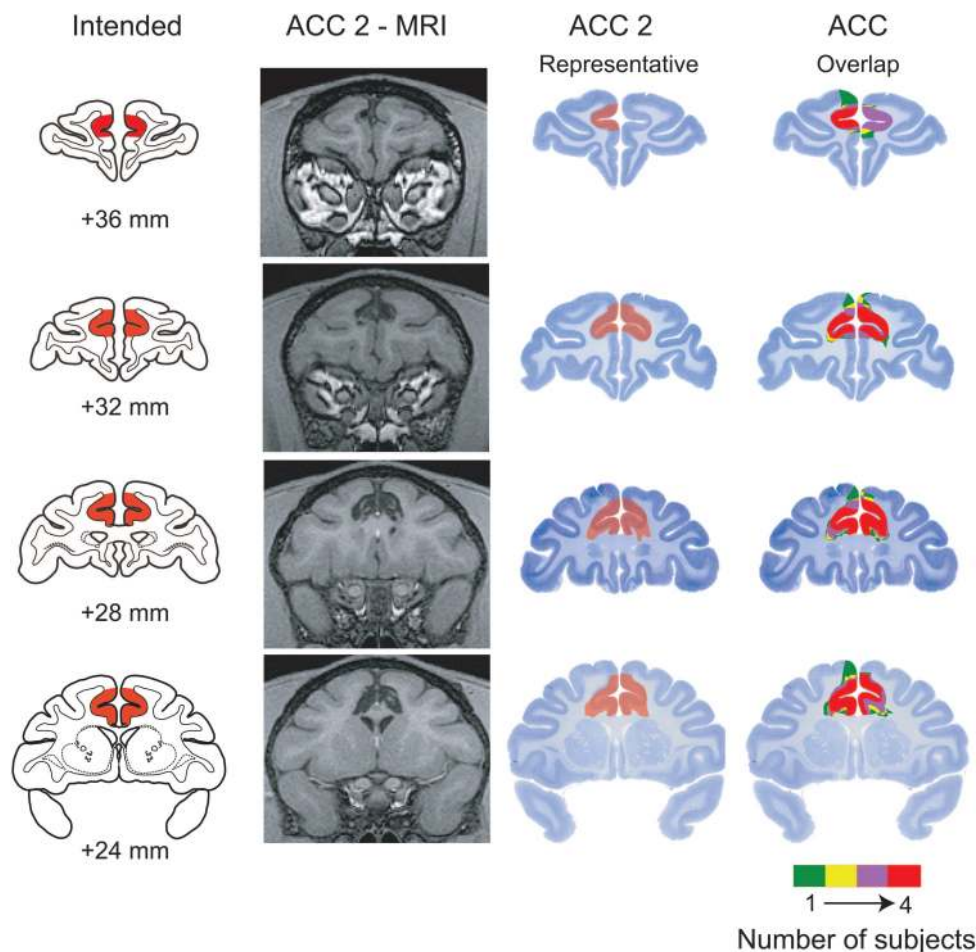 Intended
ACC 2 - MRI
ACC 2
Representative
ACC
Overlap
+36 mm
+32 mm
+28 mm
+24 mm
1 → 4
Number of subjects